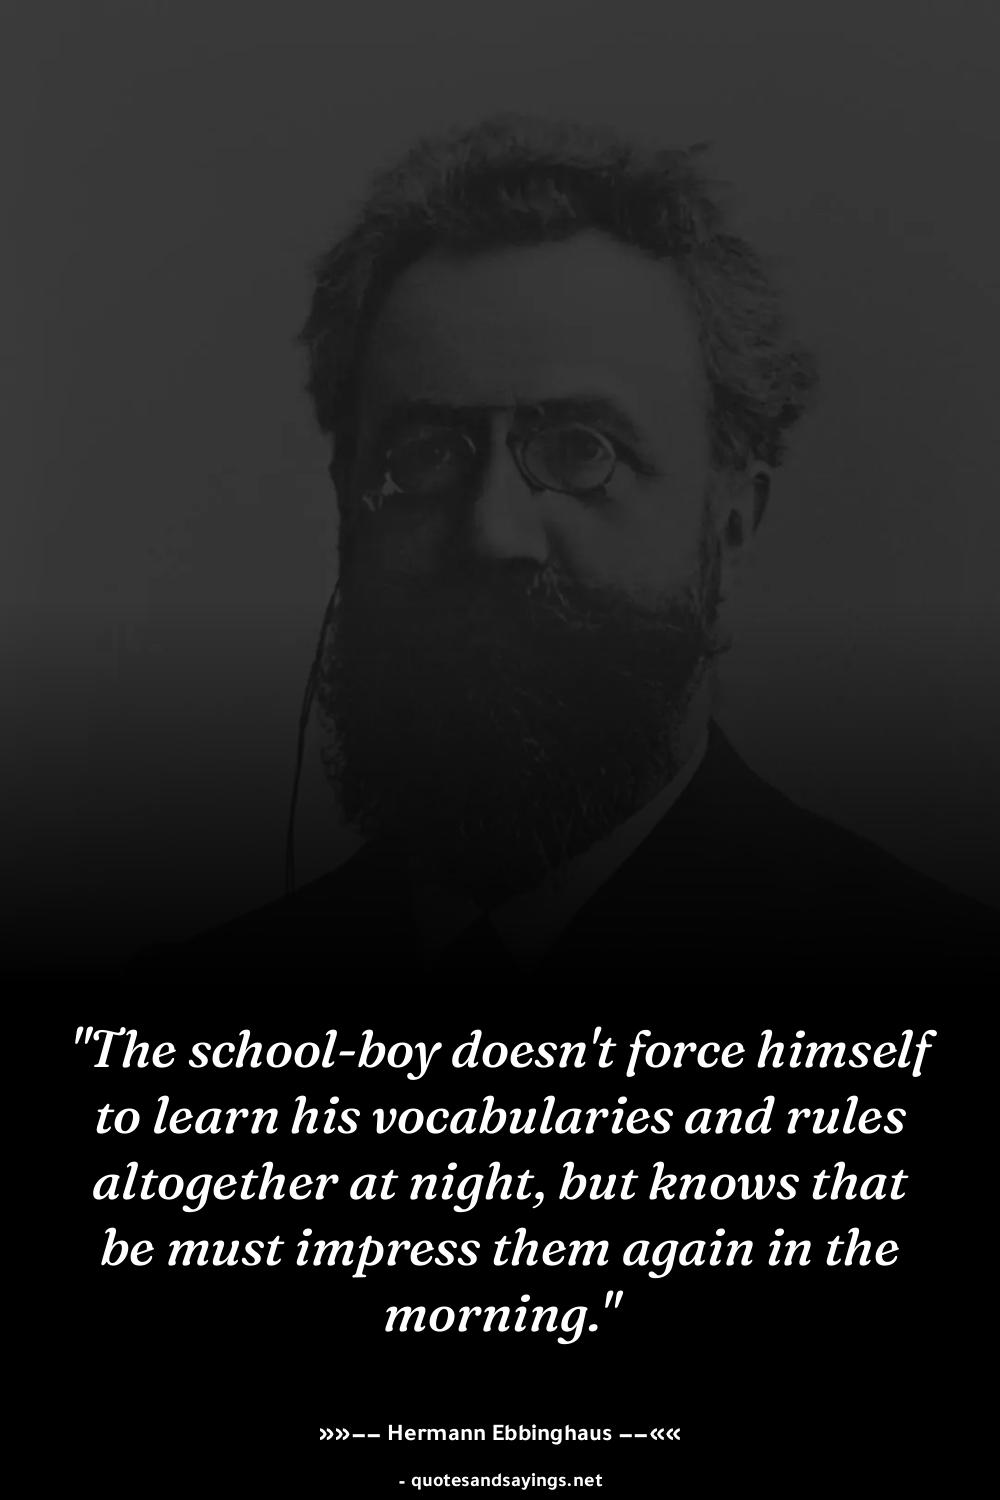 "The school-boy doesn't force himself
to learn his vocabularies and rules
altogether at night, but knows that
be must impress them again in the
morning."
»»−− Hermann Ebbinghaus −−««
- quotesandsayings.net